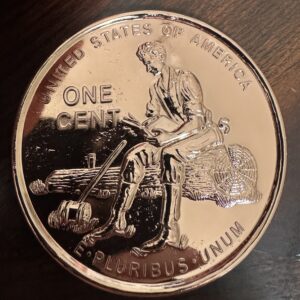 UNITED STATES OF AMERICA
ONE
CENT
S
E·PLURIBUS·UNUM